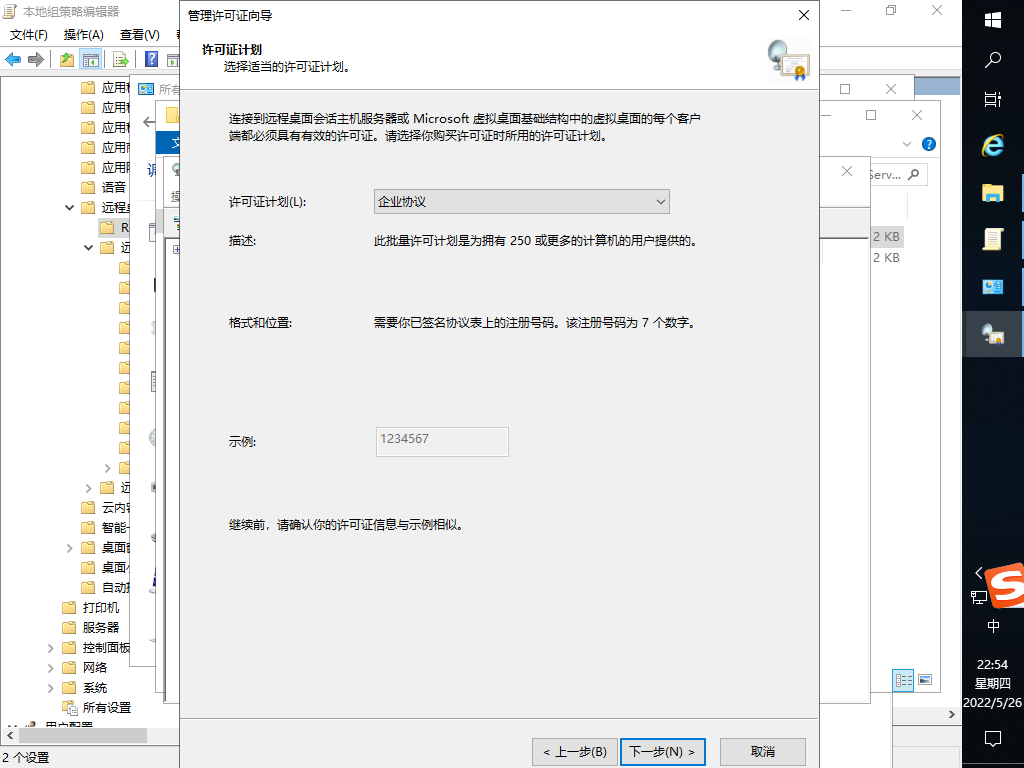 本地组策略编辑器
文件(F) 操作(A) 查看(V)
应用
应用
应用
应用
应用
语音
远程
R
远
远
云内
智能
桌面
桌面
自动
打印机
服务器
控制面板
网络
系统
所有设置
用户配置
2 个设置
所有
文
调
操
管理许可证向导
许可证计划
选择适当的许可证计划。
连接到远程桌面会话主机服务器或 Microsoft 虚拟桌面基础结构中的虚拟桌面的每个客户
端都必须具有有效的许可证。请选择你购买许可证时所用的许可证计划。
许可证计划(L): 企业协议
描述: 此批量许可计划是为拥有 250 或更多的计算机的用户提供的。
格式和位置: 需要你已签名协议表上的注册号码。该注册号码为 7 个数字。
示例: 1234567
继续前，请确认你的许可证信息与示例相似。
< 上一步(B) 下一步(N) > 取消
Serv...
2 KB
2 KB
中
22:54
星期四
2022/5/26